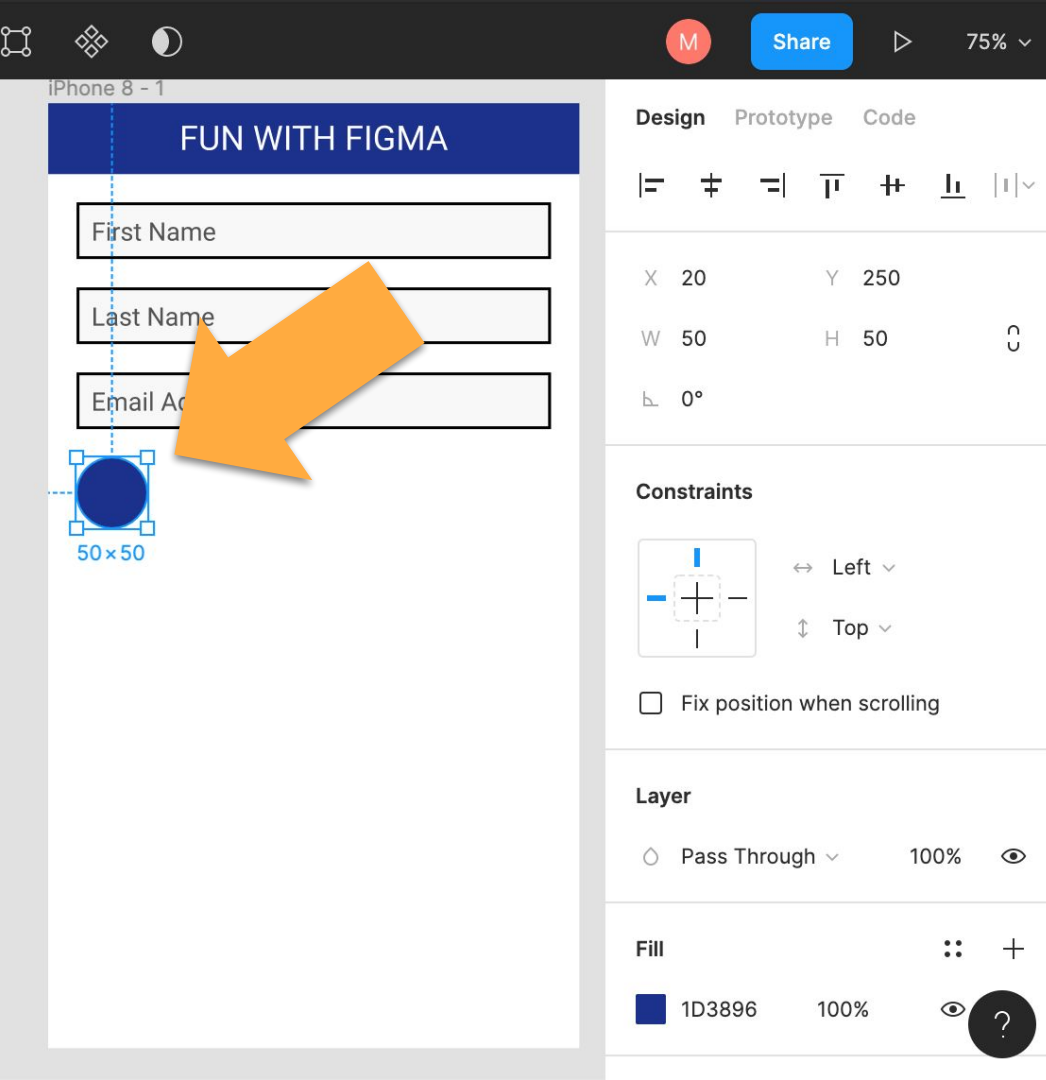 M
Share
75%
iPhone 8 - 1
FUN WITH FIGMA
First Name
Last Name
Email Ad
50×50
Design Prototype Code
X 20 Y 250
W 50 H 50
0°
Constraints
Left
Top
Fix position when scrolling
Layer
Pass Through 100%
Fill
1D3896 100%
?